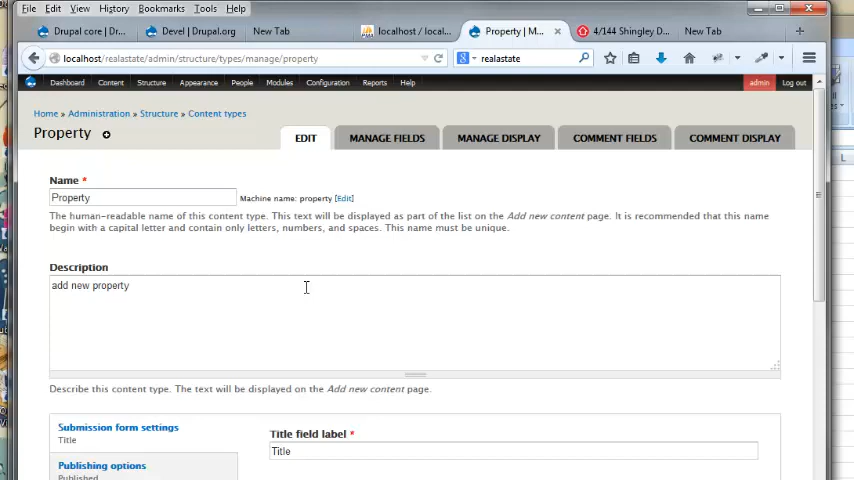 File Edit View History Bookmarks Tools Help
Drupal core | Dr... Devel | Drupal.org New Tab localhost / local... Property | M... 4/144 Shingley D... New Tab
localhost/realastate/admin/structure/types/manage/property realastate
Dashboard Content Structure Appearance People Modules Configuration Reports Help admin Log out
Home » Administration » Structure » Content types
Property
EDIT MANAGE FIELDS MANAGE DISPLAY COMMENT FIELDS COMMENT DISPLAY
Name *
Property Machine name: property [Edit]
The human-readable name of this content type. This text will be displayed as part of the list on the Add new content page. It is recommended that this name
begin with a capital letter and contain only letters, numbers, and spaces. This name must be unique.
Description
add new property
Describe this content type. The text will be displayed on the Add new content page.
Submission form settings
Title
Title field label *
Title
Publishing options
Published
L